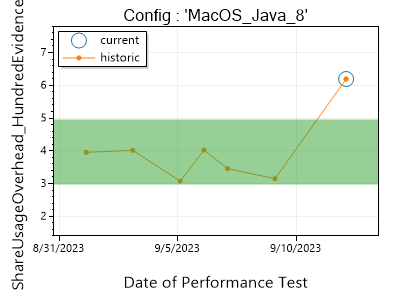 Config : 'MacOS_Java_8'
current
historic
ShareUsageOverhead_HundredEvidence
7
6
5
4
3
2
8/31/2023
9/5/2023
9/10/2023
Date of Performance Test